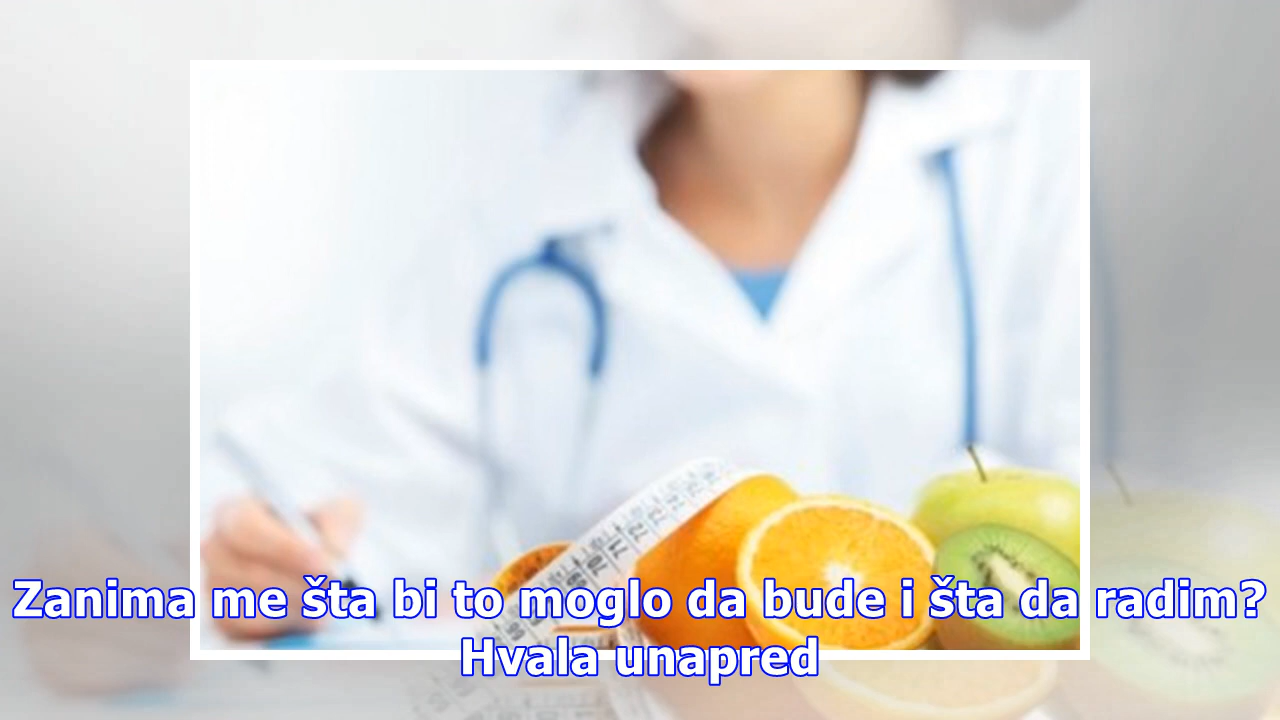 Zanima me šta bi to moglo da bude i šta da radim?
Hvala unapred